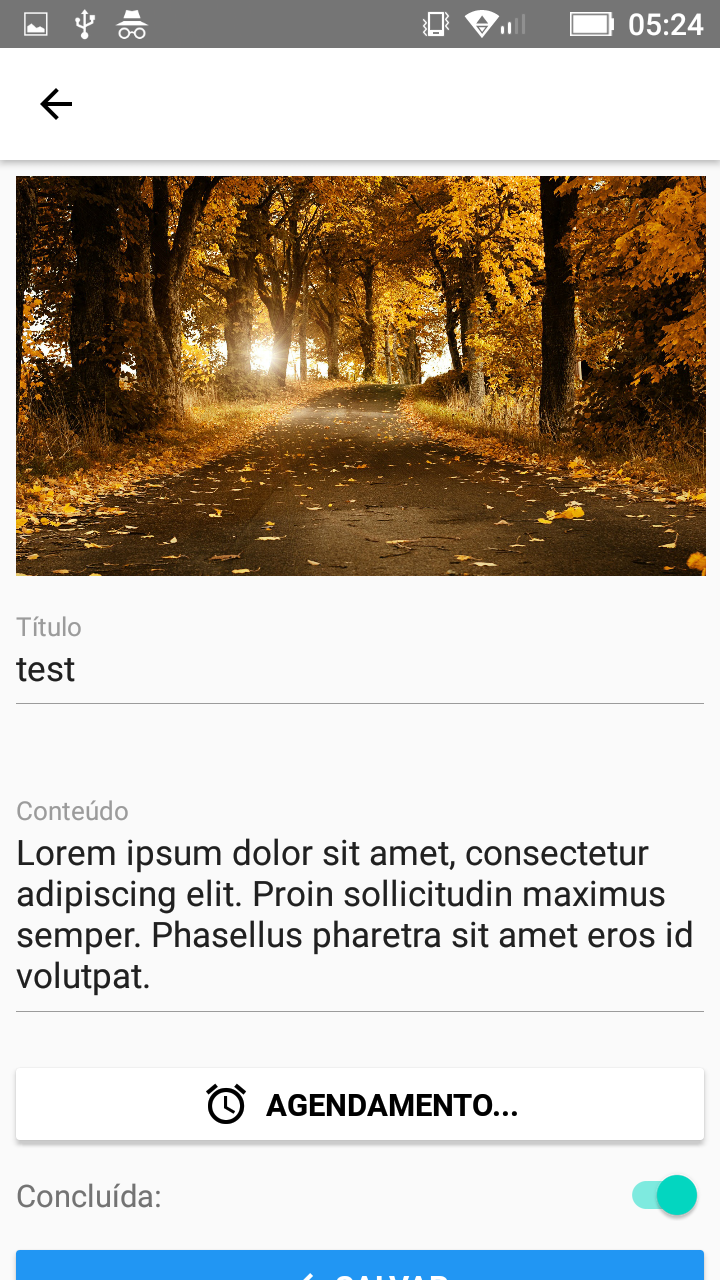 05:24
Título
test
Conteúdo
Lorem ipsum dolor sit amet, consectetur
adipiscing elit. Proin sollicitudin maximus
semper. Phasellus pharetra sit amet eros id
volutpat.
AGENDAMENTO...
Concluída:
SALVAR